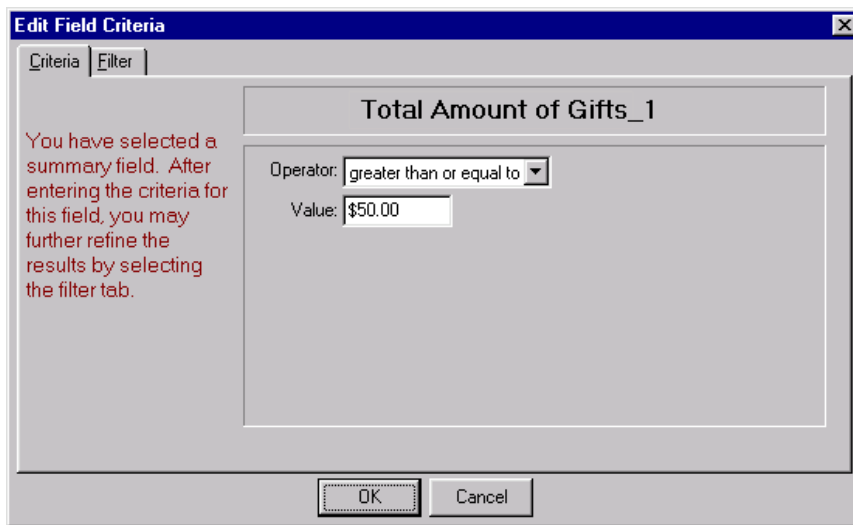 Edit Field Criteria
Criteria Filter
Total Amount of Gifts_1
You have selected a
summary field. After
entering the criteria for
this field, you may
further refine the
results by selecting
the filter tab.
Operator: greater than or equal to
Value: $50.00
OK Cancel